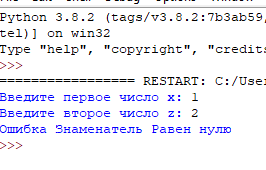 Python 3.8.2 (tags/v3.8.2:7b3ab59,
tel)] on win32
Type "help", "copyright", "credits
>>>
================= RESTART: C:/User
Введите первое число x: 1
Введите второе число z: 2
Ошибка Знаменатель Равен нулю
>>>